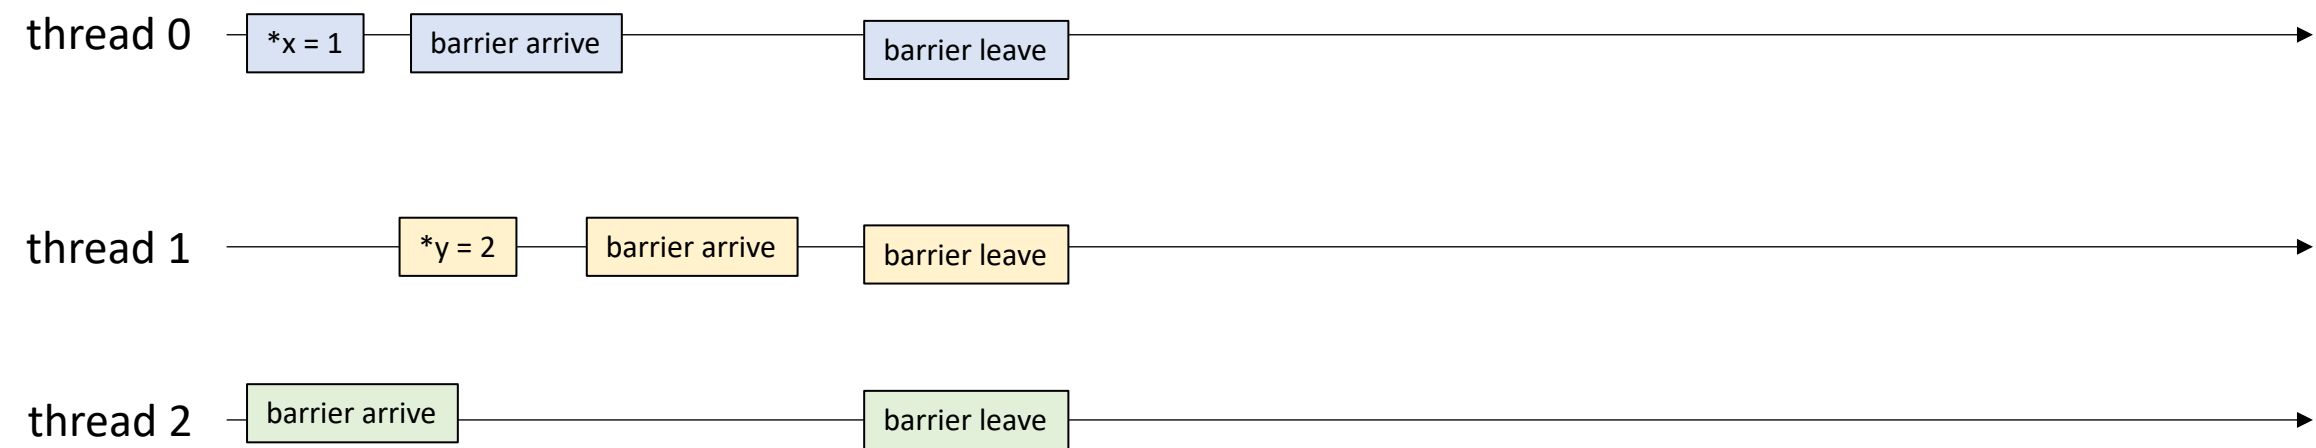 thread 0 *x = 1 barrier arrive barrier leave
thread 1 *y = 2 barrier arrive barrier leave
thread 2 barrier arrive barrier leave